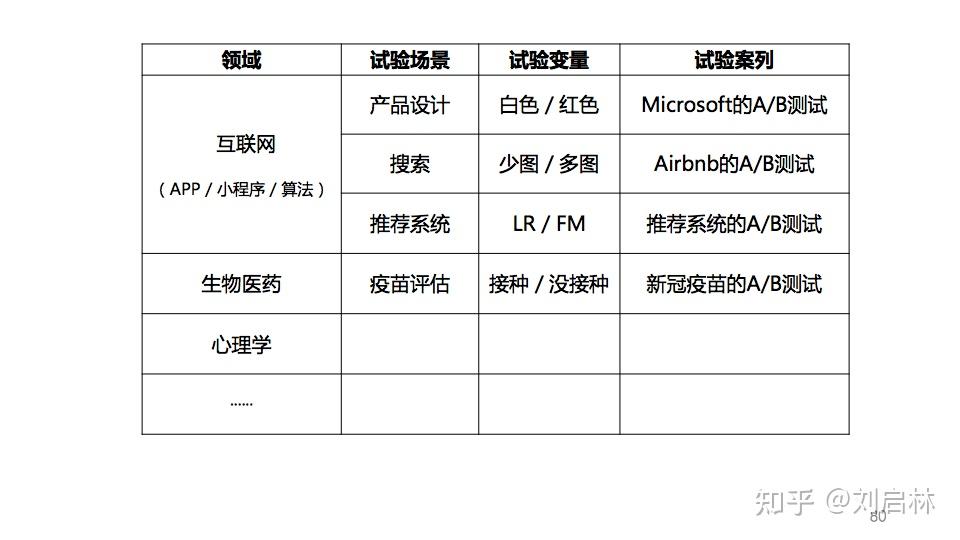 领域 试验场景 试验变量 试验案列
互联网
（APP / 小程序 / 算法）
产品设计 白色 / 红色 Microsoft的A/B测试
搜索 少图 / 多图 Airbnb的A/B测试
推荐系统 LR / FM 推荐系统的A/B测试
生物医药 疫苗评估 接种 / 没接种 新冠疫苗的A/B测试
心理学
......
知乎 @刘启林
80